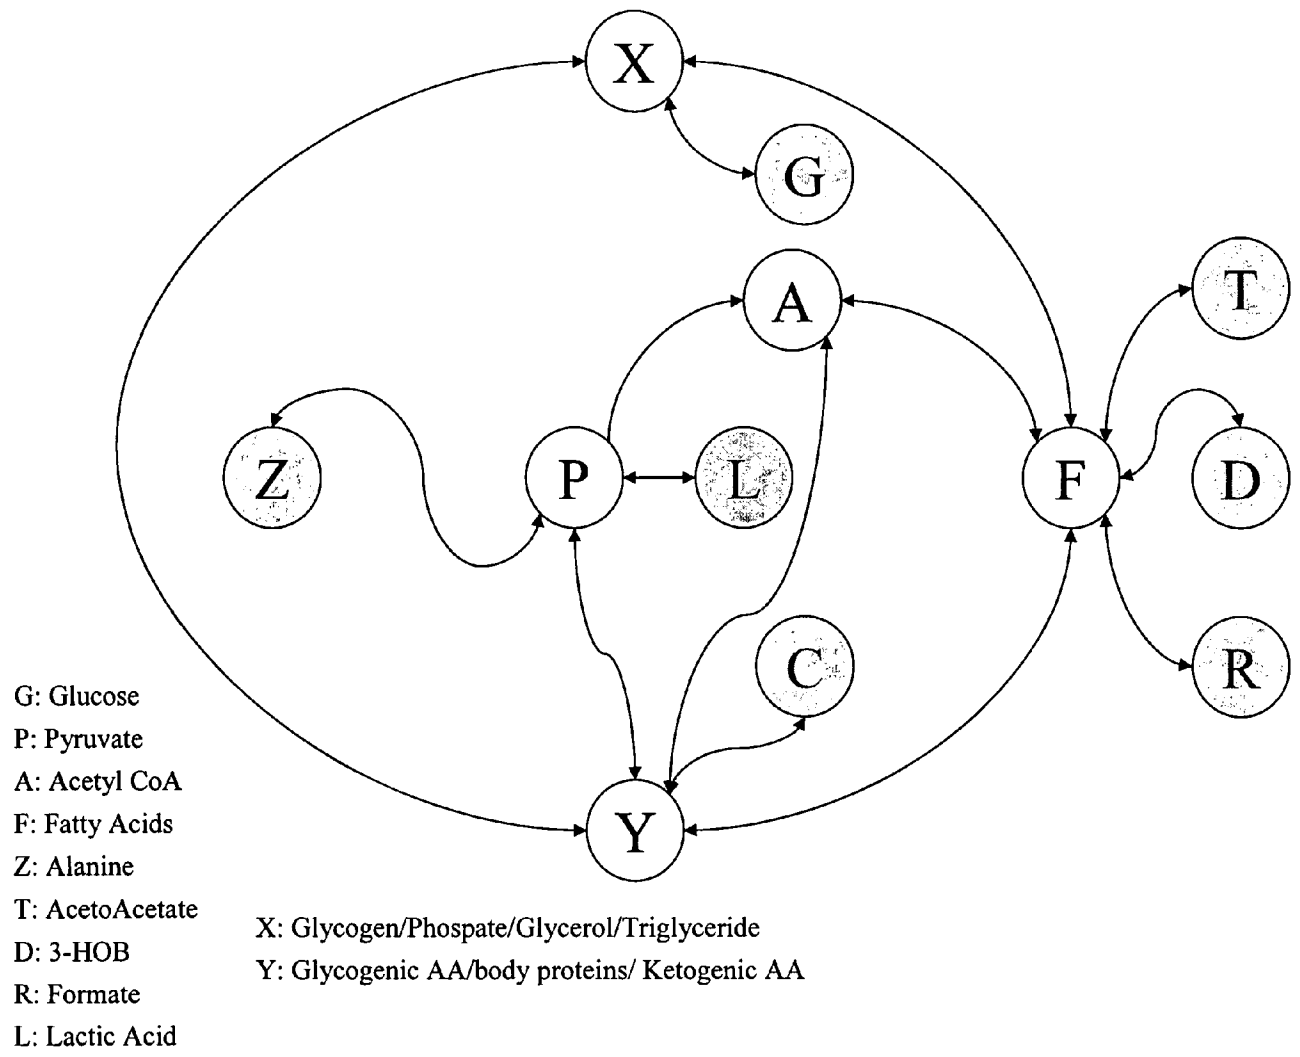 X
G
A
T
Z
P
L
F
D
C
R
Y
G: Glucose
P: Pyruvate
A: Acetyl CoA
F: Fatty Acids
Z: Alanine
T: AcetoAcetate
D: 3-HOB
R: Formate
L: Lactic Acid
X: Glycogen/Phospate/Glycerol/Triglyceride
Y: Glycogenic AA/body proteins/ Ketogenic AA